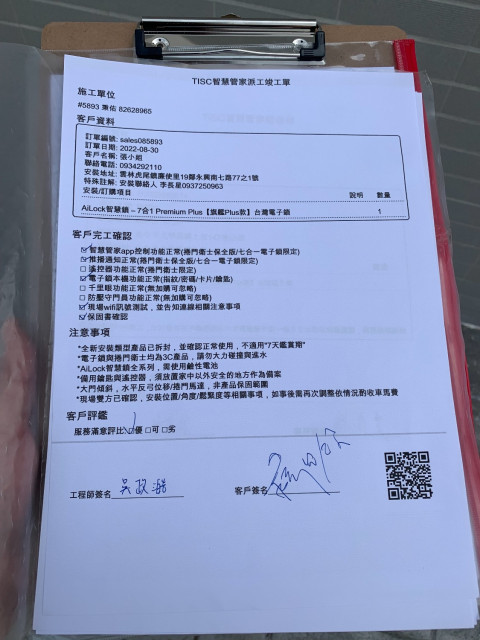 TISC智慧管家派工竣工單
施工單位
#5893 秉佑 82628965
客戶資料
訂單編號: sales085893
訂單日期: 2022-08-30
客戶名稱: 張小姐
聯絡電話: 0934292110
安裝地址: 雲林虎尾鎮廉使里19鄰永興南七路77之1號
特殊註解: 安裝聯絡人 李長星0937250963
安裝/訂購項目 說明 數量
AiLock智慧鎖 – 7合1 Premium Plus【旗艦Plus款】台灣電子鎖 1
客戶完工確認
☑智慧管家app控制功能正常(捲門衛士保全版/七合一電子鎖限定)
☑推播通知正常(捲門衛士保全版/七合一電子鎖限定)
☐遙控器功能正常(捲門衛士限定)
☑電子鎖本機功能正常(指紋/密碼/卡片/鑰匙)
☐千里眼功能正常(無加購可忽略)
☐防壓守門員功能正常(無加購可忽略)
☑現場wifi訊號測試，並告知連線相關注意事項
☑保固書確認
注意事項
*全新安裝類型產品已拆封，並確認正常使用，不適用"7天鑑賞期"
*電子鎖與捲門衛士均為3C產品，請勿大力碰撞與進水
*AiLock智慧鎖全系列，需使用鹼性電池
*備用鑰匙與遙控器，須放置家中以外安全的地方作為備案
*大門傾斜，水平反弓位移/捲門馬達，非產品保固範圍
*現場雙方已確認，安裝位置/角度/鬆緊度等相關事項，如事後需再次調整依情況酌收車馬費
客戶評鑑
服務滿意評比☑優 ☐可 ☐劣
工程師簽名
客戶簽名